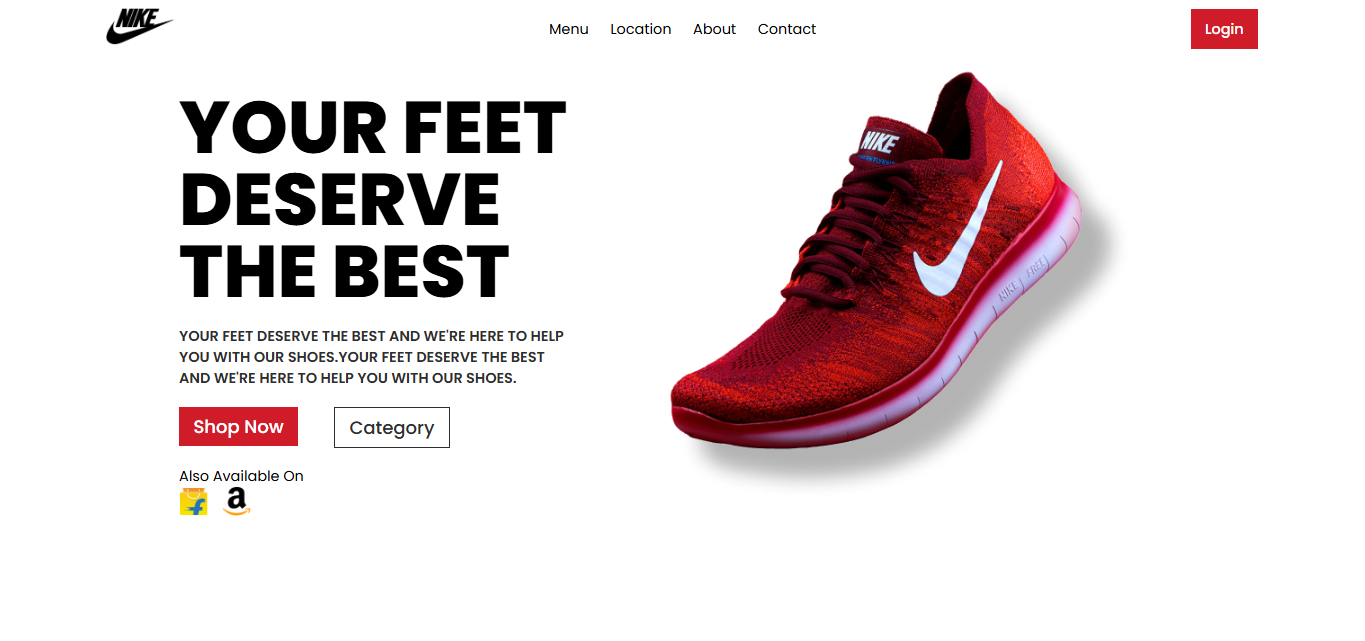 NIKE
Menu Location About Contact
Login
YOUR FEET
DESERVE
THE BEST
YOUR FEET DESERVE THE BEST AND WE'RE HERE TO HELP
YOU WITH OUR SHOES.YOUR FEET DESERVE THE BEST
AND WE'RE HERE TO HELP YOU WITH OUR SHOES.
Shop Now
Category
Also Available On
f
a
NIKE
NIKE FREE